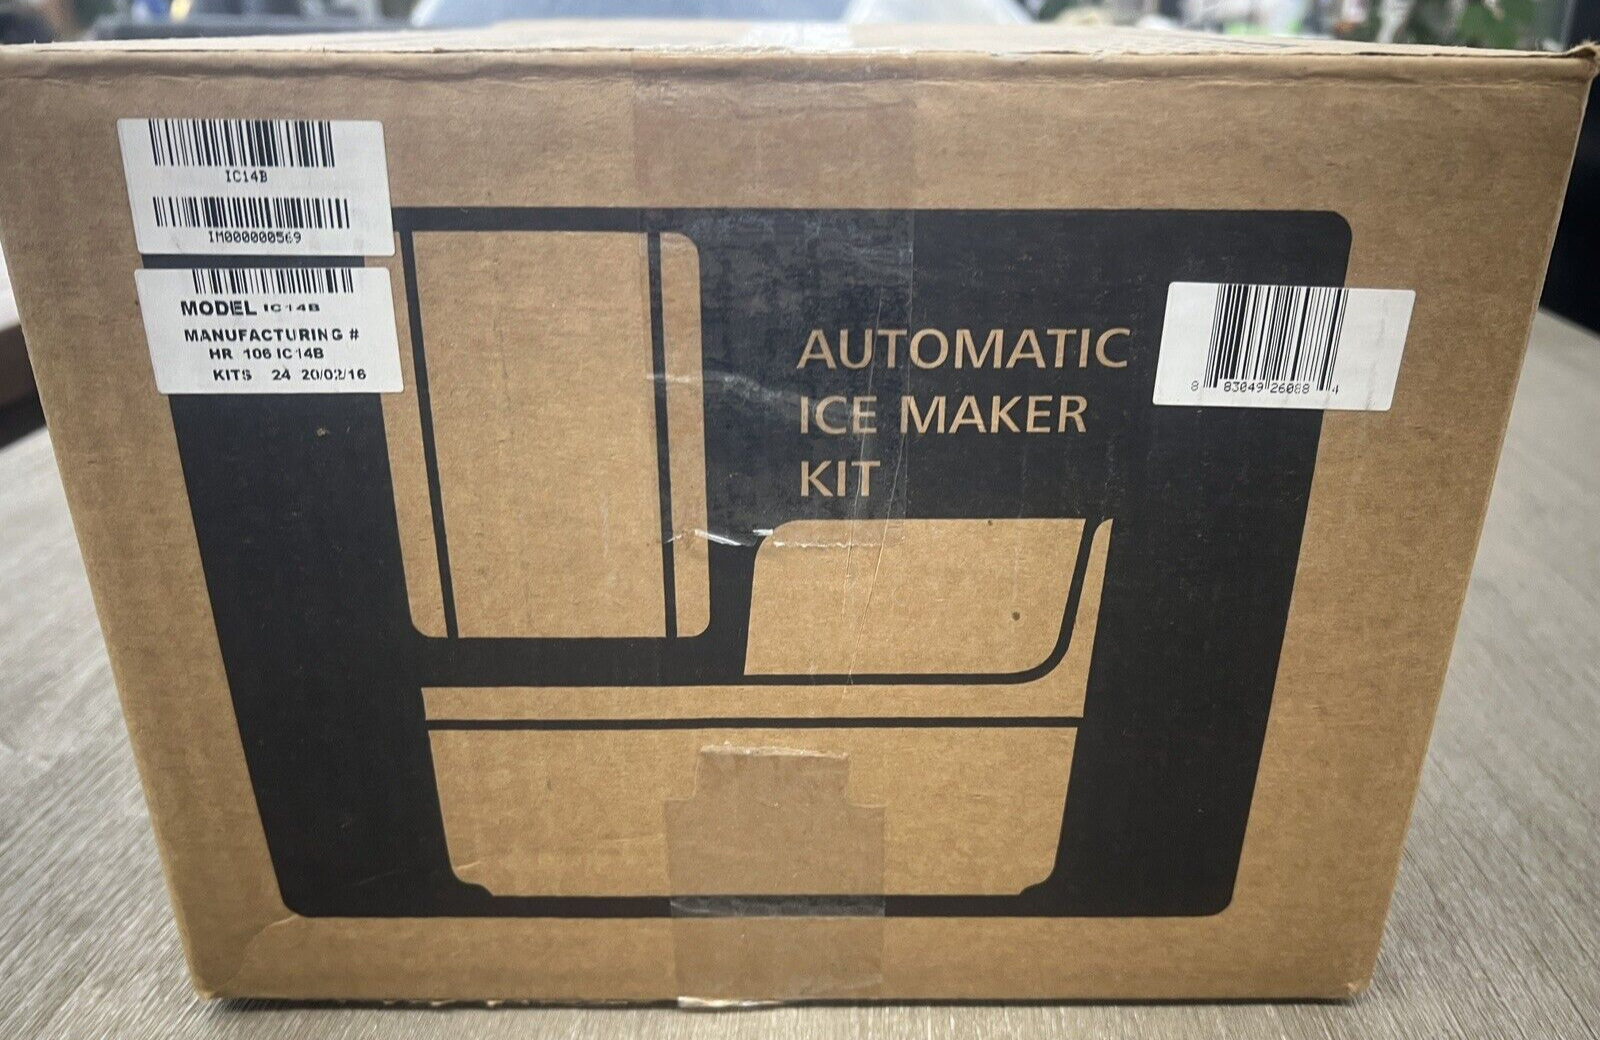 IC14B
IM000000569
MODEL IC14B
MANUFACTURING #
HR 106 IC14B
KITS 24 20/02/16
AUTOMATIC
ICE MAKER
KIT
8 83049 26088 4